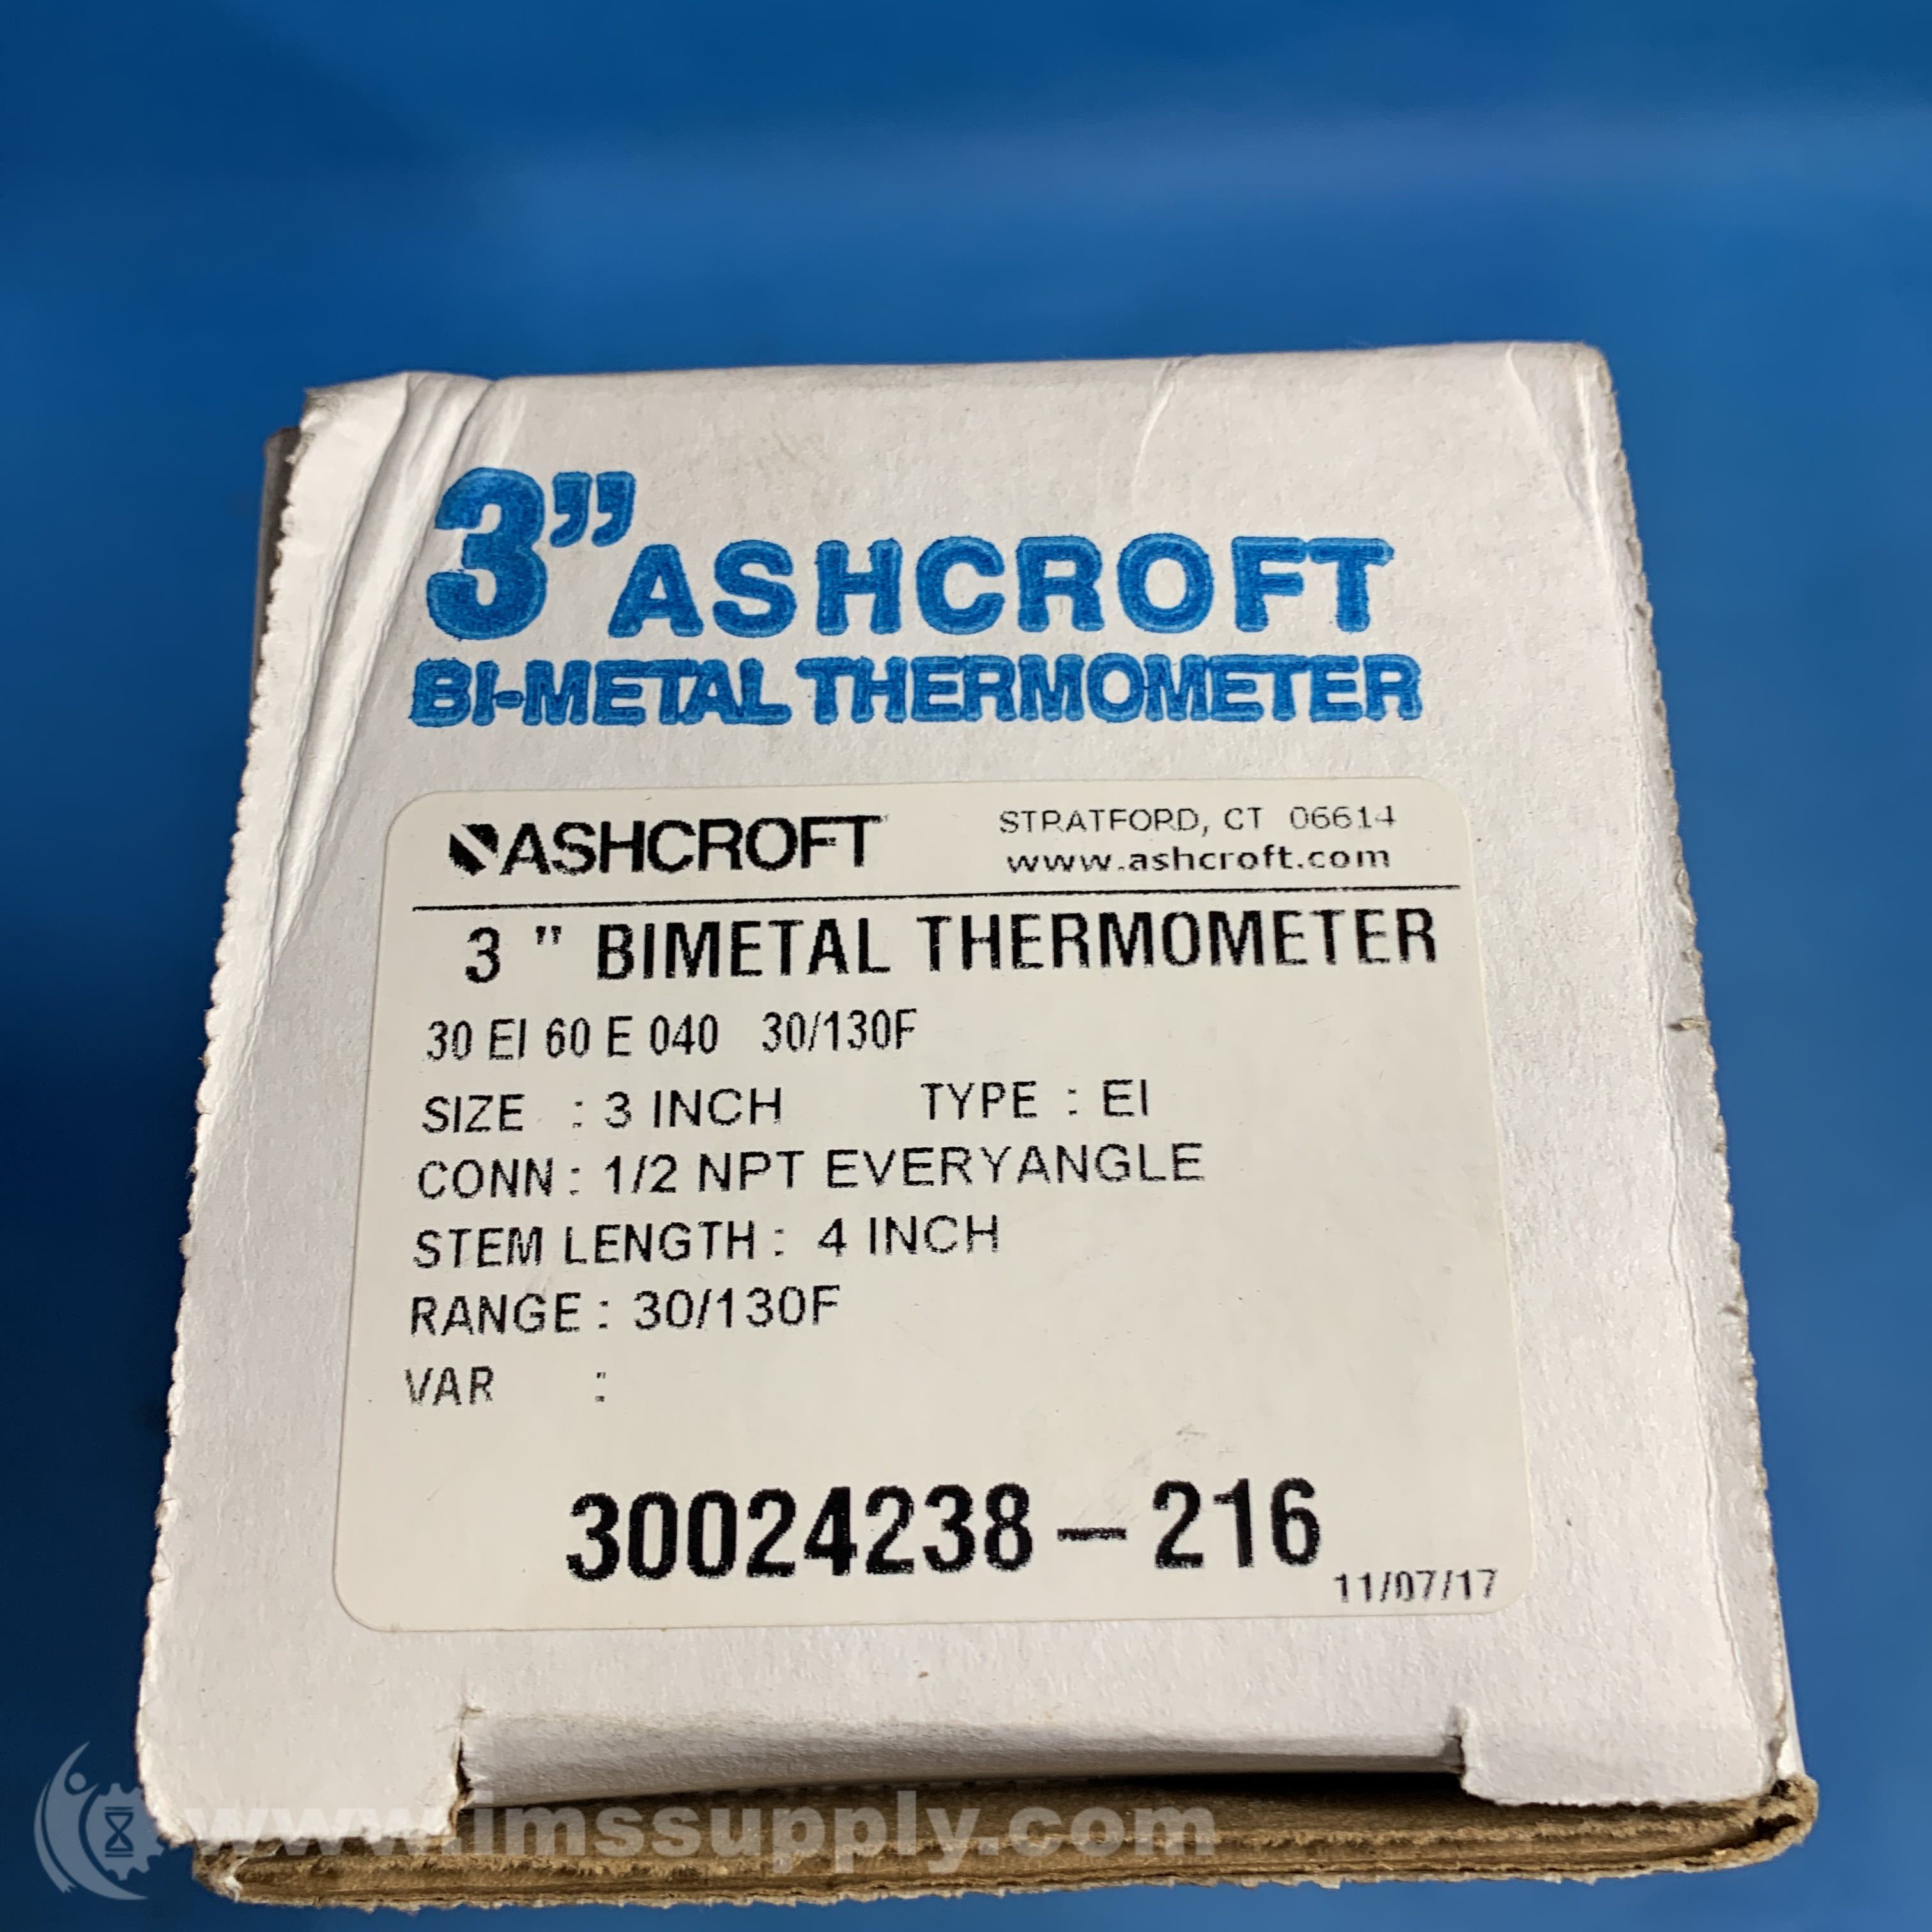 3" ASHCROFT
BI-METAL THERMOMETER
ASHCROFT
STRATFORD, CT 06614
www.ashcroft.com
3 " BIMETAL THERMOMETER
30 EI 60 E 040 30/130F
SIZE : 3 INCH TYPE : EI
CONN : 1/2 NPT EVERYANGLE
STEM LENGTH : 4 INCH
RANGE : 30/130F
VAR :
30024238-216
11/07/17
www.imssupply.com